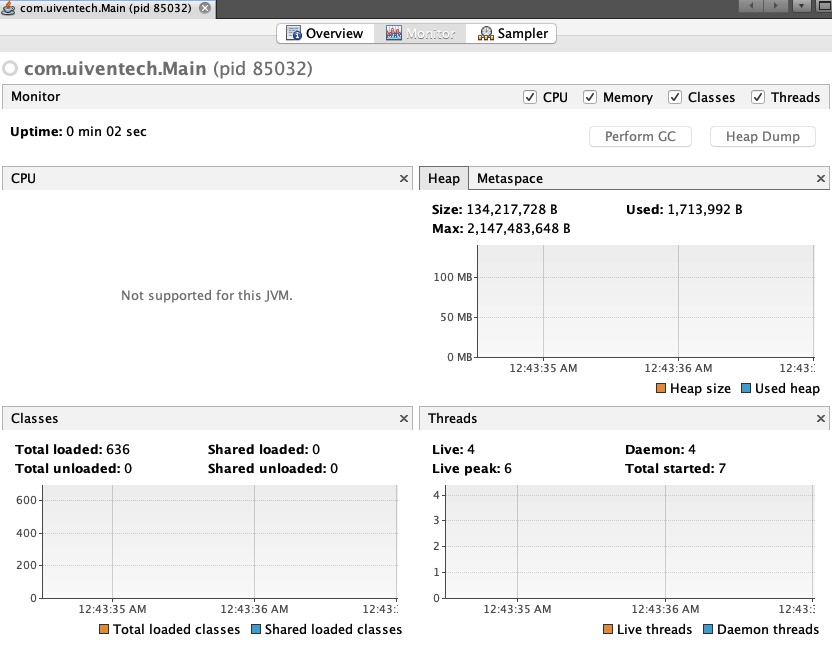 com.uiventech.Main (pid 85032)
Overview Monitor Sampler
com.uiventech.Main (pid 85032)
Monitor CPU Memory Classes Threads
Uptime: 0 min 02 sec
Perform GC Heap Dump
CPU
Not supported for this JVM.
Heap Metaspace
Size: 134,217,728 B Used: 1,713,992 B
Max: 2,147,483,648 B
100 MB
50 MB
0 MB
12:43:35 AM 12:43:36 AM 12:43:
Heap size Used heap
Classes
Total loaded: 636 Shared loaded: 0
Total unloaded: 0 Shared unloaded: 0
600
400
200
0
12:43:35 AM 12:43:36 AM 12:43:
Total loaded classes Shared loaded classes
Threads
Live: 4 Daemon: 4
Live peak: 6 Total started: 7
4
3
2
1
0
12:43:35 AM 12:43:36 AM 12:43:
Live threads Daemon threads